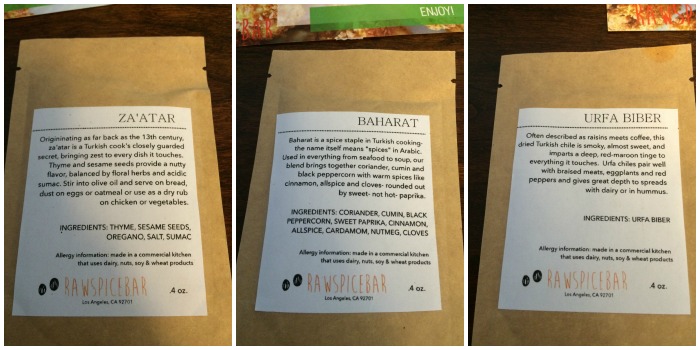 ZA'ATAR
Origininating as far back as the 13th century,
za'atar is a Turkish cook's closely guarded
secret, bringing zest to every dish it touches.
Thyme and sesame seeds provide a nutty
flavor, balanced by floral herbs and acidic
sumac. Stir into olive oil and serve on bread,
dust on eggs or oatmeal or use as a dry rub
on chicken or vegetables.
INGREDIENTS: THYME, SESAME SEEDS,
OREGANO, SALT, SUMAC
Allergy information: made in a commercial kitchen
that uses dairy, nuts, soy & wheat products
RAWSPICEBAR
.4 oz.
Los Angeles, CA 92701
BAR
ENJOY!
BAHARAT
Baharat is a spice staple in Turkish cooking-
the name itself means "spices" in Arabic.
Used in everything from seafood to soup, our
blend brings together coriander, cumin and
black peppercorn with warm spices like
cinnamon, allspice and cloves- rounded out
by sweet- not hot- paprika.
INGREDIENTS: CORIANDER, CUMIN, BLACK
PEPPERCORN, SWEET PAPRIKA, CINNAMON,
ALLSPICE, CARDAMOM, NUTMEG, CLOVES
Allergy information: made in a commercial kitchen
that uses dairy, nuts, soy & wheat products
RAWSPICEBAR
.4 oz.
Los Angeles, CA 92701
URFA BIBER
Often described as raisins meets coffee, this
dried Turkish chile is smoky, almost sweet, and
imparts a deep, red-maroon tinge to
everything it touches. Urfa chiles pair well
with braised meats, eggplants and red
peppers and gives great depth to spreads
with dairy or in hummus.
INGREDIENTS: URFA BIBER
Allergy information: made in a commercial kitchen
that uses dairy, nuts, soy & wheat products
RAWSPICEBAR
.4 oz.
Los Angeles, CA 92701